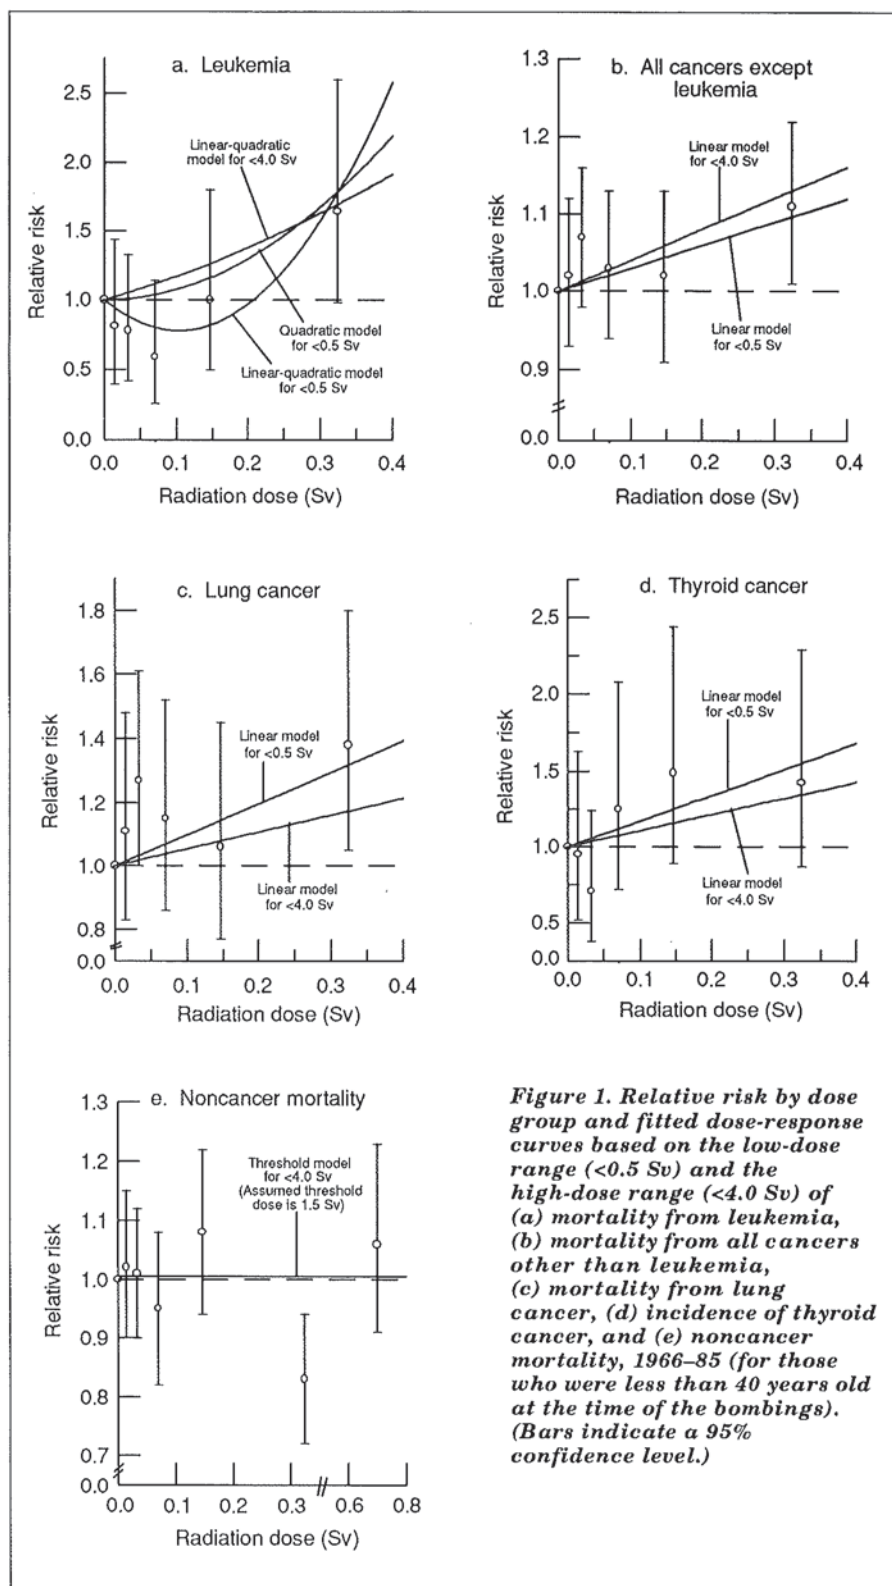 a. Leukemia
2.5
2.0
1.5
1.0
0.5
0.0
Relative risk
Linear-quadratic
model for <4.0 Sv
Quadratic model
for <0.5 Sv
Linear-quadratic model
for <0.5 Sv
0.0 0.1 0.2 0.3 0.4
Radiation dose (Sv)
b. All cancers except
leukemia
1.3
1.2
1.1
1.0
0.9
0.0
Relative risk
Linear model
for <4.0 Sv
Linear model
for <0.5 Sv
0.0 0.1 0.2 0.3 0.4
Radiation dose (Sv)
c. Lung cancer
1.8
1.6
1.4
1.2
1.0
0.8
0.0
Relative risk
Linear model
for <0.5 Sv
Linear model
for <4.0 Sv
0.0 0.1 0.2 0.3 0.4
Radiation dose (Sv)
d. Thyroid cancer
2.5
2.0
1.5
1.0
0.5
0.0
Relative risk
Linear model
for <0.5 Sv
Linear model
for <4.0 Sv
0.0 0.1 0.2 0.3 0.4
Radiation dose (Sv)
e. Noncancer mortality
1.3
1.2
1.1
1.0
0.9
0.8
0.7
0.0
Relative risk
Threshold model
for <4.0 Sv
(Assumed threshold
dose is 1.5 Sv)
0.0 0.1 0.2 0.3 0.6 0.8
Radiation dose (Sv)
Figure 1. Relative risk by dose
group and fitted dose-response
curves based on the low-dose
range (<0.5 Sv) and the
high-dose range (<4.0 Sv) of
(a) mortality from leukemia,
(b) mortality from all cancers
other than leukemia,
(c) mortality from lung
cancer, (d) incidence of thyroid
cancer, and (e) noncancer
mortality, 1966–85 (for those
who were less than 40 years old
at the time of the bombings).
(Bars indicate a 95%
confidence level.)